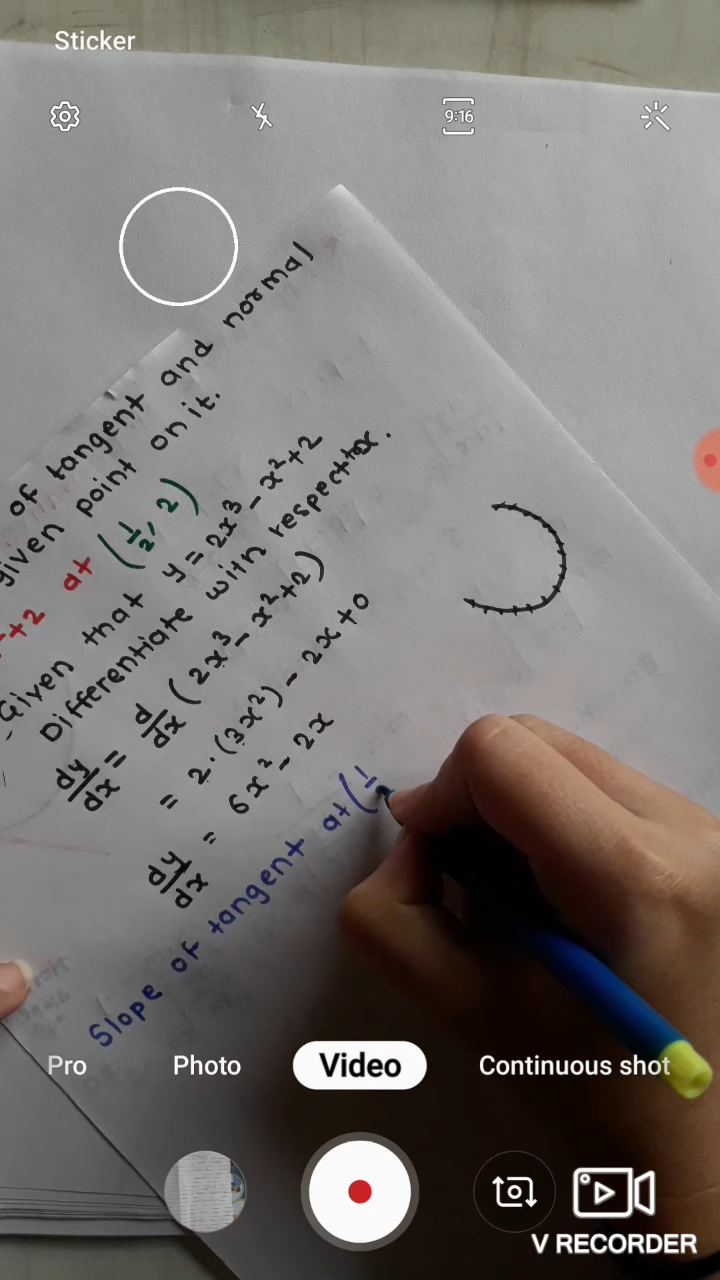 Sticker
9:16
of tangent and normal
given point on it.
+2 at (1/2, 2)
Given that y = 2x³ - x² + 2
Differentiate with respect to x.
dy/dx = d/dx (2x³ - x² + 2)
= 2·(3x²) - 2x + 0
dy/dx = 6x² - 2x
Slope of tangent at (1/
Pro
Photo
Video
Continuous shot
V RECORDER